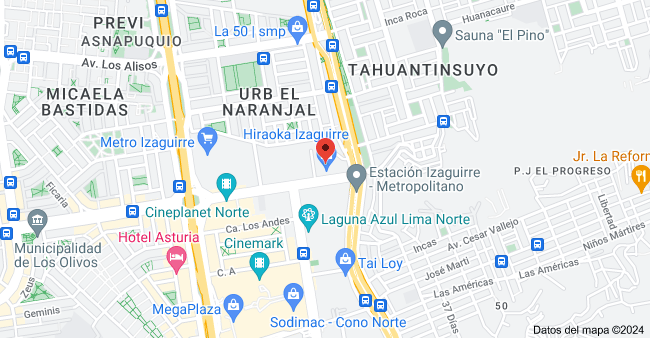 PREVI
ASNAPUQUIO
La 50 | smp
Inca Roca
Huanacaure
Sauna "El Pino"
Av. Los Alisos
TAHUANTINSUYO
MICAELA
BASTIDAS
URB EL
NARANJAL
Metro Izaguirre
Hiraoka Izaguirre
Jr. La Reform
P.J EL PROGRESO
Estación Izaguirre
- Metropolitano
Ficaria
Cineplanet Norte
Ca. Los Andes
Laguna Azul Lima Norte
Libertad
Av. Cesar Vallejo
Niños Mártires
Incas
Municipalidad
de Los Olivos
Hotel Asturia
Cinemark
Tai Loy
José Martí
Las Américas
Las Américas
C. A
Zeus
Geminis
MegaPlaza
Sodimac - Cono Norte
37 Días
50
Datos del mapa ©2024